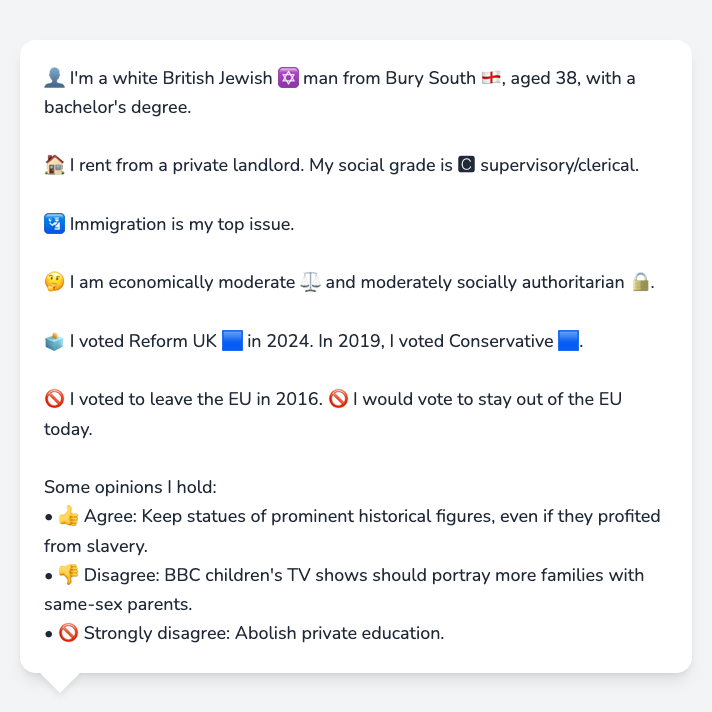 👤 I'm a white British Jewish 🔯 man from Bury South 🏴󠁧󠁢󠁥󠁮󠁧󠁿, aged 38, with a
bachelor's degree.
🏠 I rent from a private landlord. My social grade is 🅲 supervisory/clerical.
🛂 Immigration is my top issue.
🤔 I am economically moderate ⚖️ and moderately socially authoritarian 🔒.
🗳️ I voted Reform UK 🟦 in 2024. In 2019, I voted Conservative 🟦.
🚫 I voted to leave the EU in 2016. 🚫 I would vote to stay out of the EU
today.
Some opinions I hold:
• 👍 Agree: Keep statues of prominent historical figures, even if they profited
from slavery.
• 👎 Disagree: BBC children's TV shows should portray more families with
same-sex parents.
• 🚫 Strongly disagree: Abolish private education.